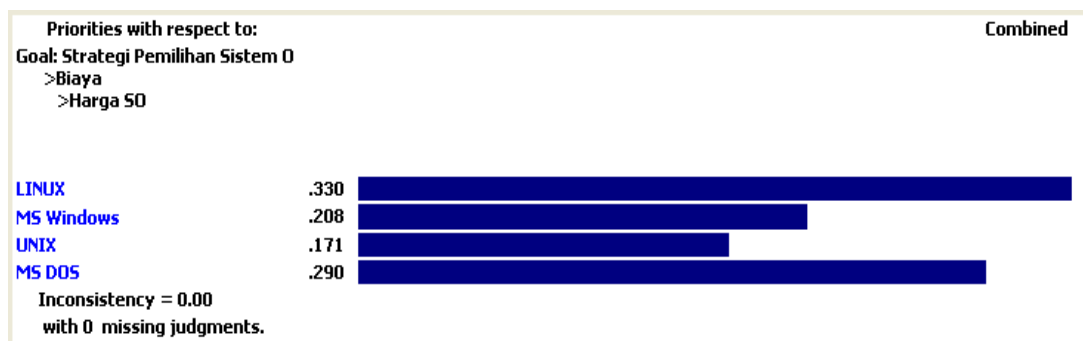 Priorities with respect to: Combined
Goal: Strategi Pemilihan Sistem O
>Biaya
>Harga SO
LINUX .330
MS Windows .208
UNIX .171
MS DOS .290
Inconsistency = 0.00
with 0 missing judgments.